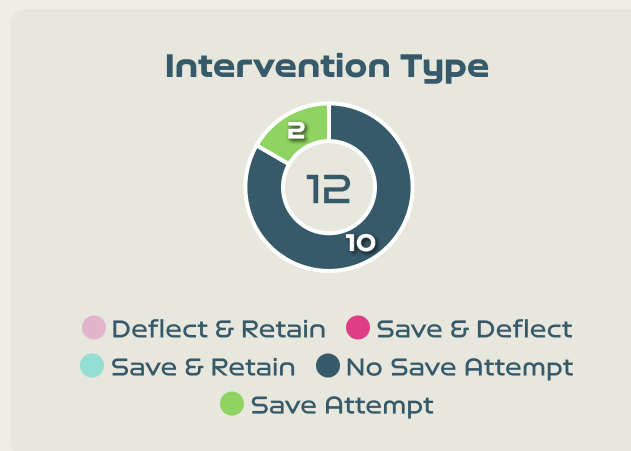 Intervention Type
2
12
10
Deflect & Retain Save & Deflect
Save & Retain No Save Attempt
Save Attempt